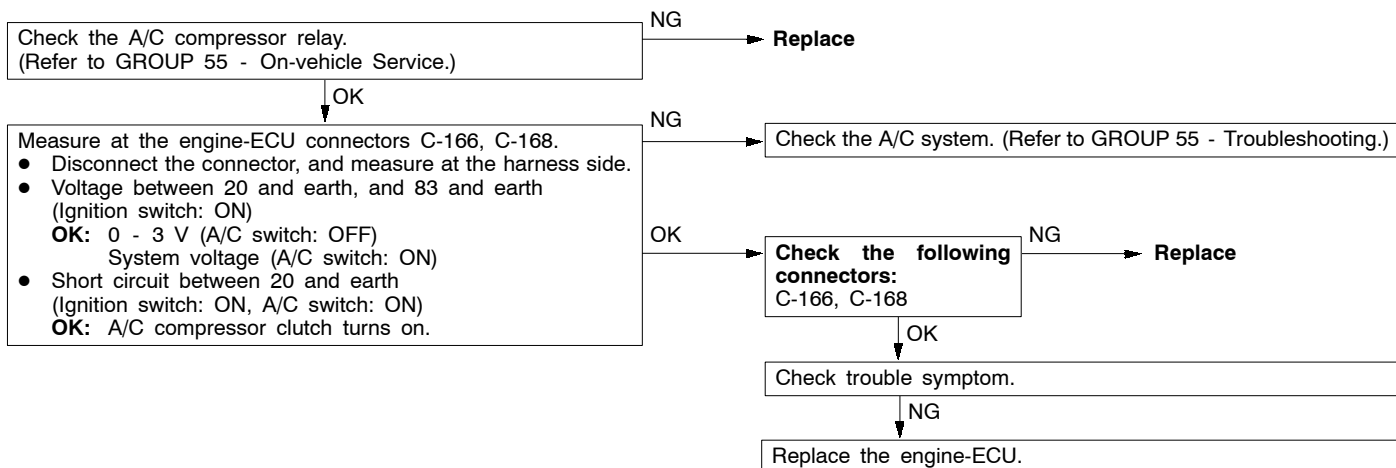 Check the A/C compressor relay.
(Refer to GROUP 55 - On-vehicle Service.)
NG
Replace
OK
Measure at the engine-ECU connectors C-166, C-168.
● Disconnect the connector, and measure at the harness side.
● Voltage between 20 and earth, and 83 and earth
(Ignition switch: ON)
OK: 0 - 3 V (A/C switch: OFF)
System voltage (A/C switch: ON)
● Short circuit between 20 and earth
(Ignition switch: ON, A/C switch: ON)
OK: A/C compressor clutch turns on.
NG
Check the A/C system. (Refer to GROUP 55 - Troubleshooting.)
OK
Check the following
connectors:
C-166, C-168
NG
Replace
OK
Check trouble symptom.
NG
Replace the engine-ECU.